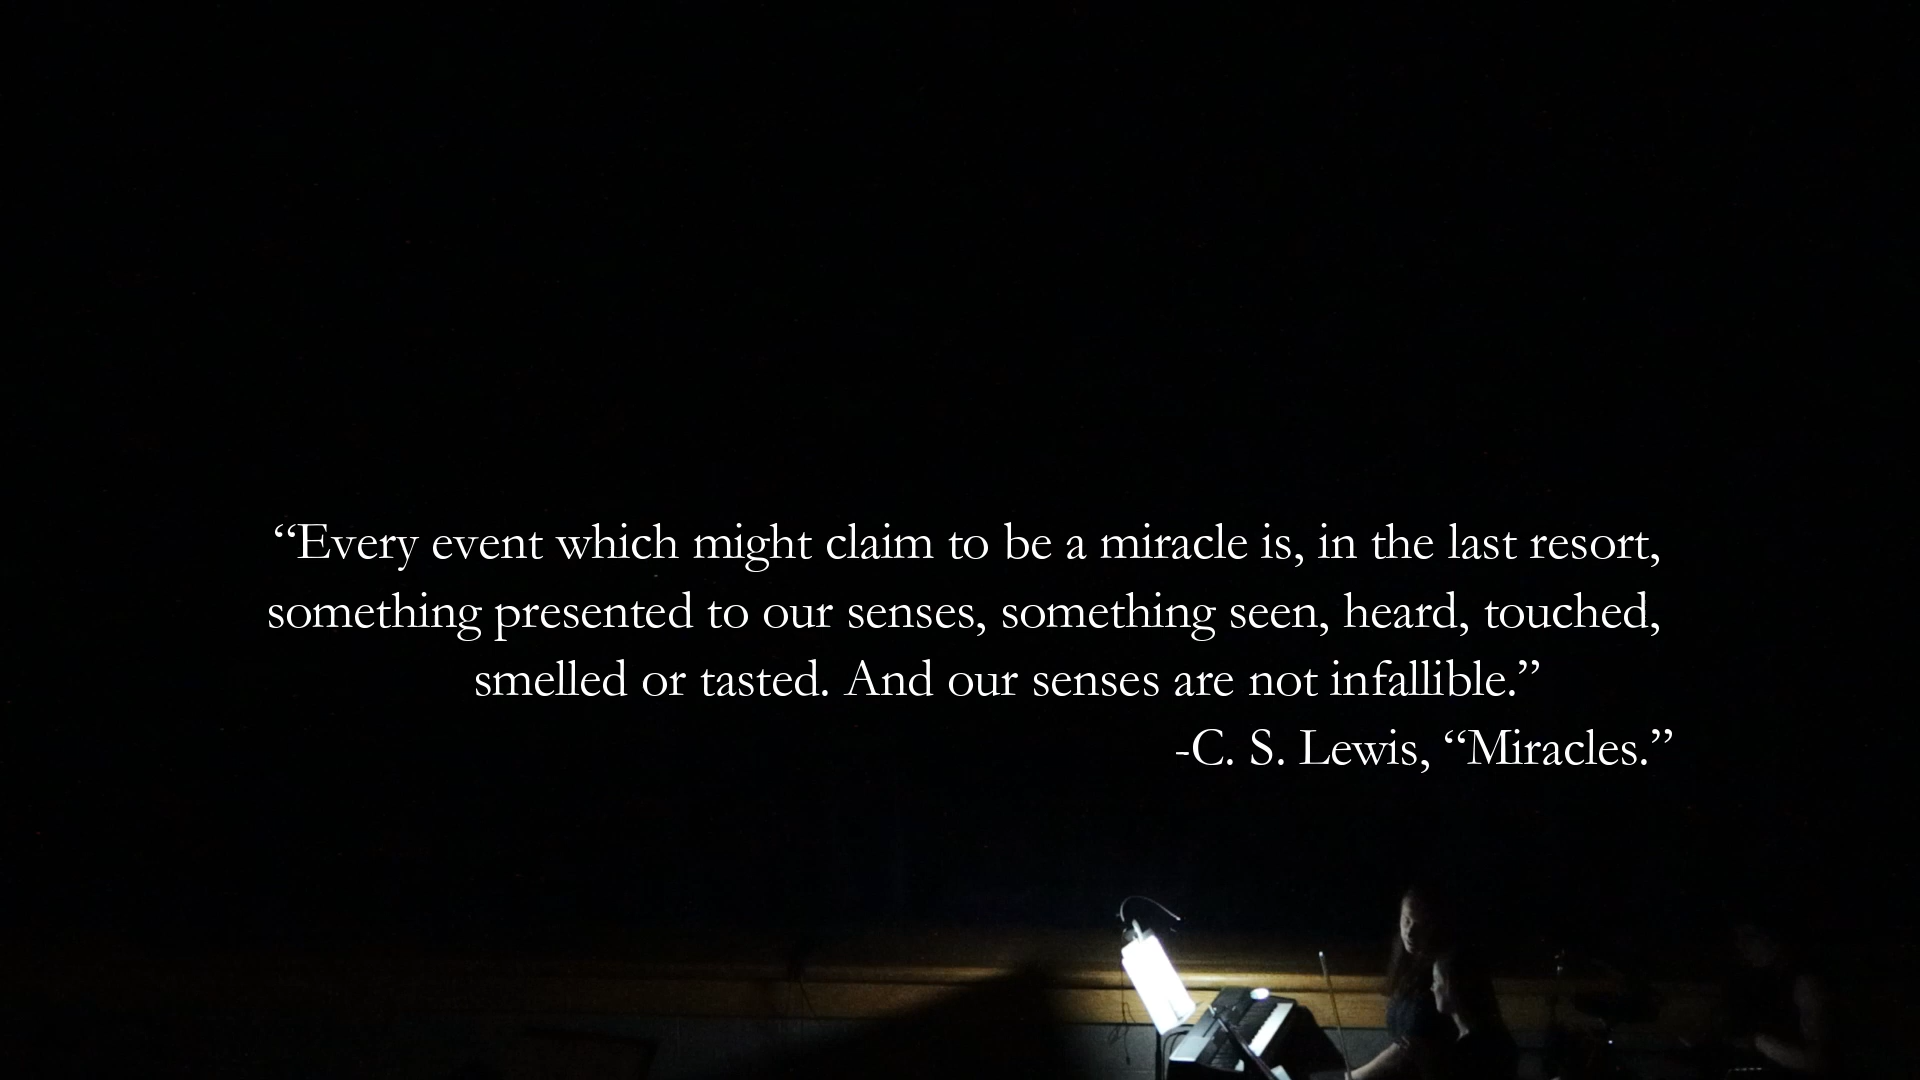 “Every event which might claim to be a miracle is, in the last resort,
something presented to our senses, something seen, heard, touched,
smelled or tasted. And our senses are not infallible.”
-C. S. Lewis, “Miracles.”